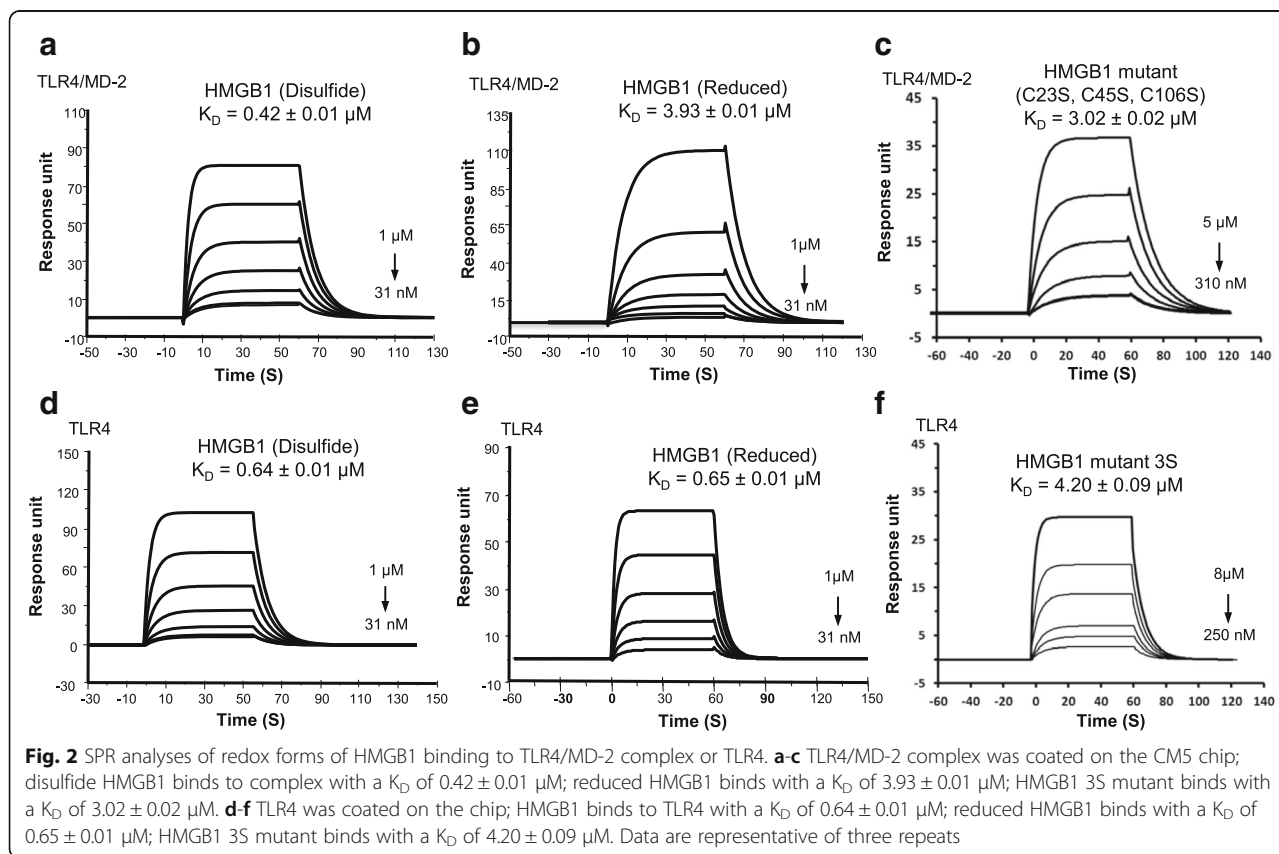 a
TLR4/MD-2
HMGB1 (Disulfide)
K_D = 0.42 ± 0.01 µM
Response unit
110
80
60
40
10
-10
1 µM
31 nM
-50 -30 -10 10 30 50 70 90 110 130
Time (S)
b
TLR4/MD-2
HMGB1 (Reduced)
K_D = 3.93 ± 0.01 µM
Response unit
135
110
85
65
40
15
-10
1µM
31 nM
-50 -30 -10 10 30 50 70 90 110 130
Time (S)
c
TLR4/MD-2
HMGB1 mutant
(C23S, C45S, C106S)
K_D = 3.02 ± 0.02 µM
Response unit
45
35
25
15
5
-5
5 µM
310 nM
-60 -40 -20 0 20 40 60 80 100 120 140
Time (S)
d
TLR4
HMGB1 (Disulfide)
K_D = 0.64 ± 0.01 µM
Response unit
150
120
90
60
30
0
-30
1 µM
31 nM
-30 -10 10 30 50 70 90 110 130 150
Time (S)
e
TLR4
HMGB1 (Reduced)
K_D = 0.65 ± 0.01 µM
Response unit
90
70
50
30
10
-10
1µM
31 nM
-60 -30 0 30 60 90 120 150
Time (S)
f
TLR4
HMGB1 mutant 3S
K_D = 4.20 ± 0.09 µM
Response unit
45
35
25
15
5
-5
8µM
250 nM
-60 -40 -20 0 20 40 60 80 100 120 140
Time (S)
Fig. 2 SPR analyses of redox forms of HMGB1 binding to TLR4/MD-2 complex or TLR4. a-c TLR4/MD-2 complex was coated on the CM5 chip;
disulfide HMGB1 binds to complex with a K_D of 0.42 ± 0.01 µM; reduced HMGB1 binds with a K_D of 3.93 ± 0.01 µM; HMGB1 3S mutant binds with
a K_D of 3.02 ± 0.02 µM. d-f TLR4 was coated on the chip; HMGB1 binds to TLR4 with a K_D of 0.64 ± 0.01 µM; reduced HMGB1 binds with a K_D of
0.65 ± 0.01 µM; HMGB1 3S mutant binds with a K_D of 4.20 ± 0.09 µM. Data are representative of three repeats